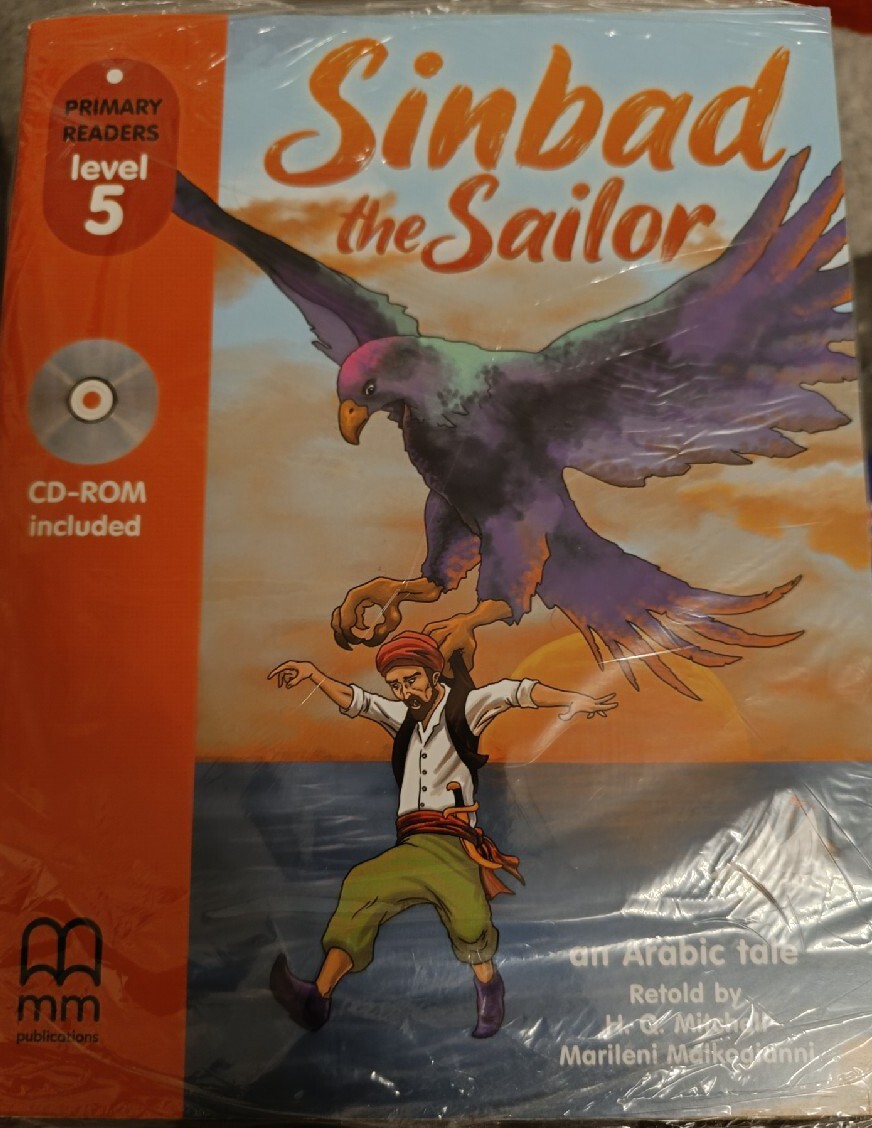 PRIMARY
READERS
level
5
Sinbad
the Sailor
CD-ROM
included
mm
publications
an Arabic tale
Retold by
H. Q. Mitchell
Marileni Malkogianni